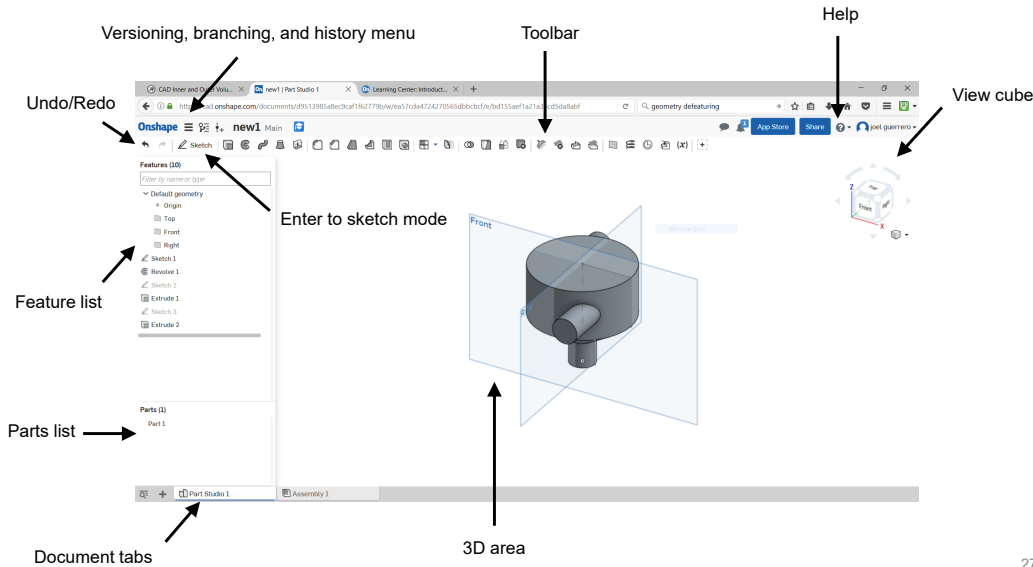 Help
Versioning, branching, and history menu
Toolbar
Undo/Redo
View cube
CAD Inner and Outer Volu...
new1 | Part Studio 1
Learning Center: Introduct...
geometry defeaturing
Onshape
new1 Main
App Store
Share
joel guerrero
Sketch
(x)
Features (10)
Filter by name or type
Default geometry
Origin
Top
Front
Right
Sketch 1
Revolve 1
Sketch 2
Extrude 1
Sketch 3
Extrude 2
Enter to sketch mode
Front
Z
Top
Front
X
Feature list
Parts (1)
Part 1
Parts list
Part Studio 1
Assembly 1
Document tabs
3D area
27